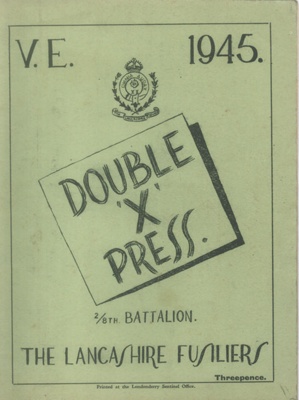 V.E. 1945.
DOUBLE
'X'
PRESS.
2/8TH. BATTALION.
THE LANCASHIRE FUSILIERS
Threepence.
Printed at the Londonderry Sentinel Office.